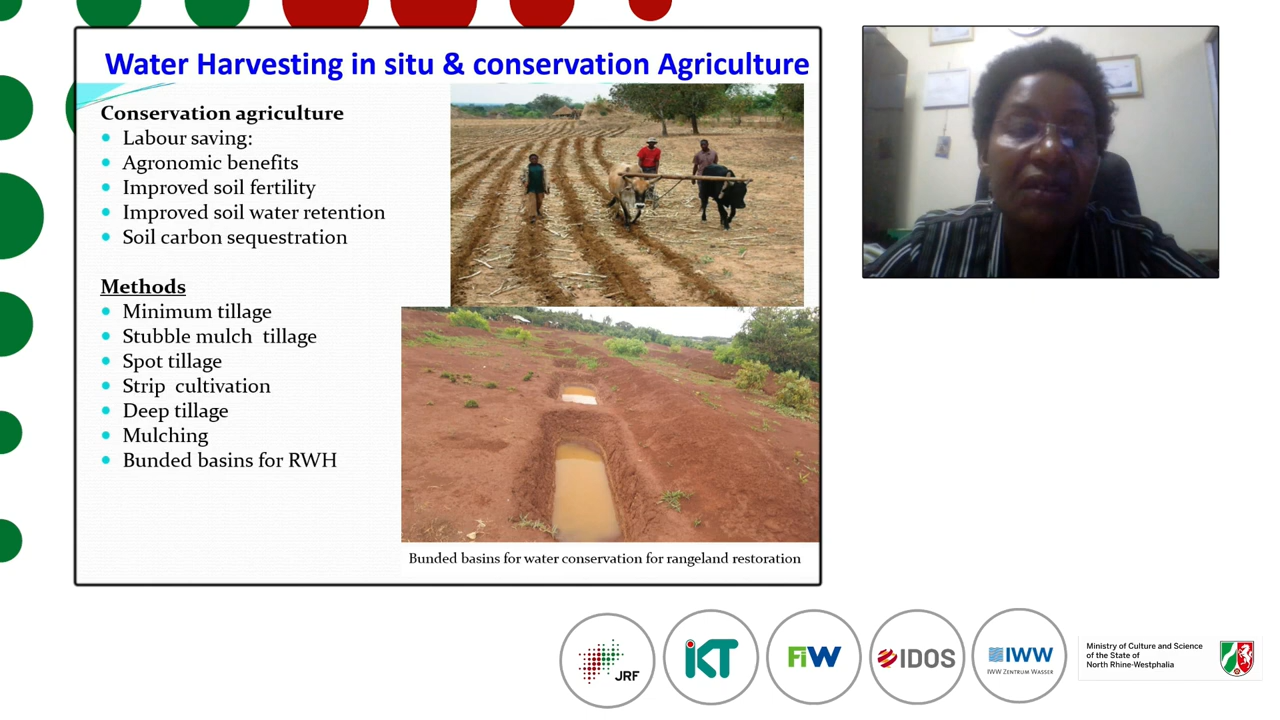 Water Harvesting in situ & conservation Agriculture
Conservation agriculture
Labour saving:
Agronomic benefits
Improved soil fertility
Improved soil water retention
Soil carbon sequestration
Methods
Minimum tillage
Stubble mulch tillage
Spot tillage
Strip cultivation
Deep tillage
Mulching
Bunded basins for RWH
Bunded basins for water conservation for rangeland restoration
JRF
iKT
FiW
IDOS
IWW
IWW ZENTRUM WASSER
Ministry of Culture and Science
of the State of
North Rhine-Westphalia